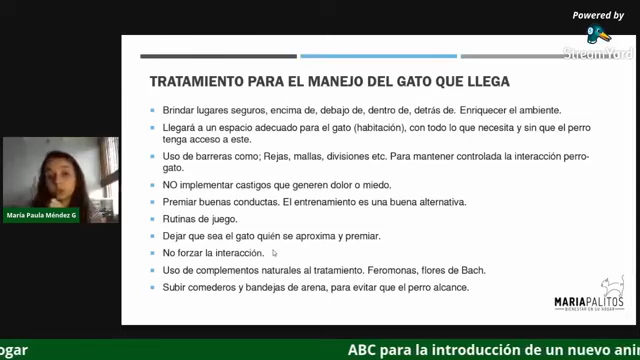 Powered by
StreamYard
TRATAMIENTO PARA EL MANEJO DEL GATO QUE LLEGA
Brindar lugares seguros, encima de, debajo de, dentro de, detrás de. Enriquecer el ambiente.
Llegará a un espacio adecuado para el gato (habitación), con todo lo que necesita y sin que el perro
tenga acceso a este.
Uso de barreras como; Rejas, mallas, divisiones etc. Para mantener controlada la interacción perro-
gato.
NO implementar castigos que generen dolor o miedo.
Premiar buenas conductas. El entrenamiento es una buena alternativa.
Rutinas de juego.
Dejar que sea el gato quién se aproxima y premiar.
No forzar la interacción.
Uso de complementos naturales al tratamiento. Feromonas, flores de Bach.
Subir comederos y bandejas de arena, para evitar que el perro alcance.
María Paula Méndez G
MARIAPALITOS
BIENESTAR EN SU HOGAR
ogar
ABC para la introducción de un nuevo ani